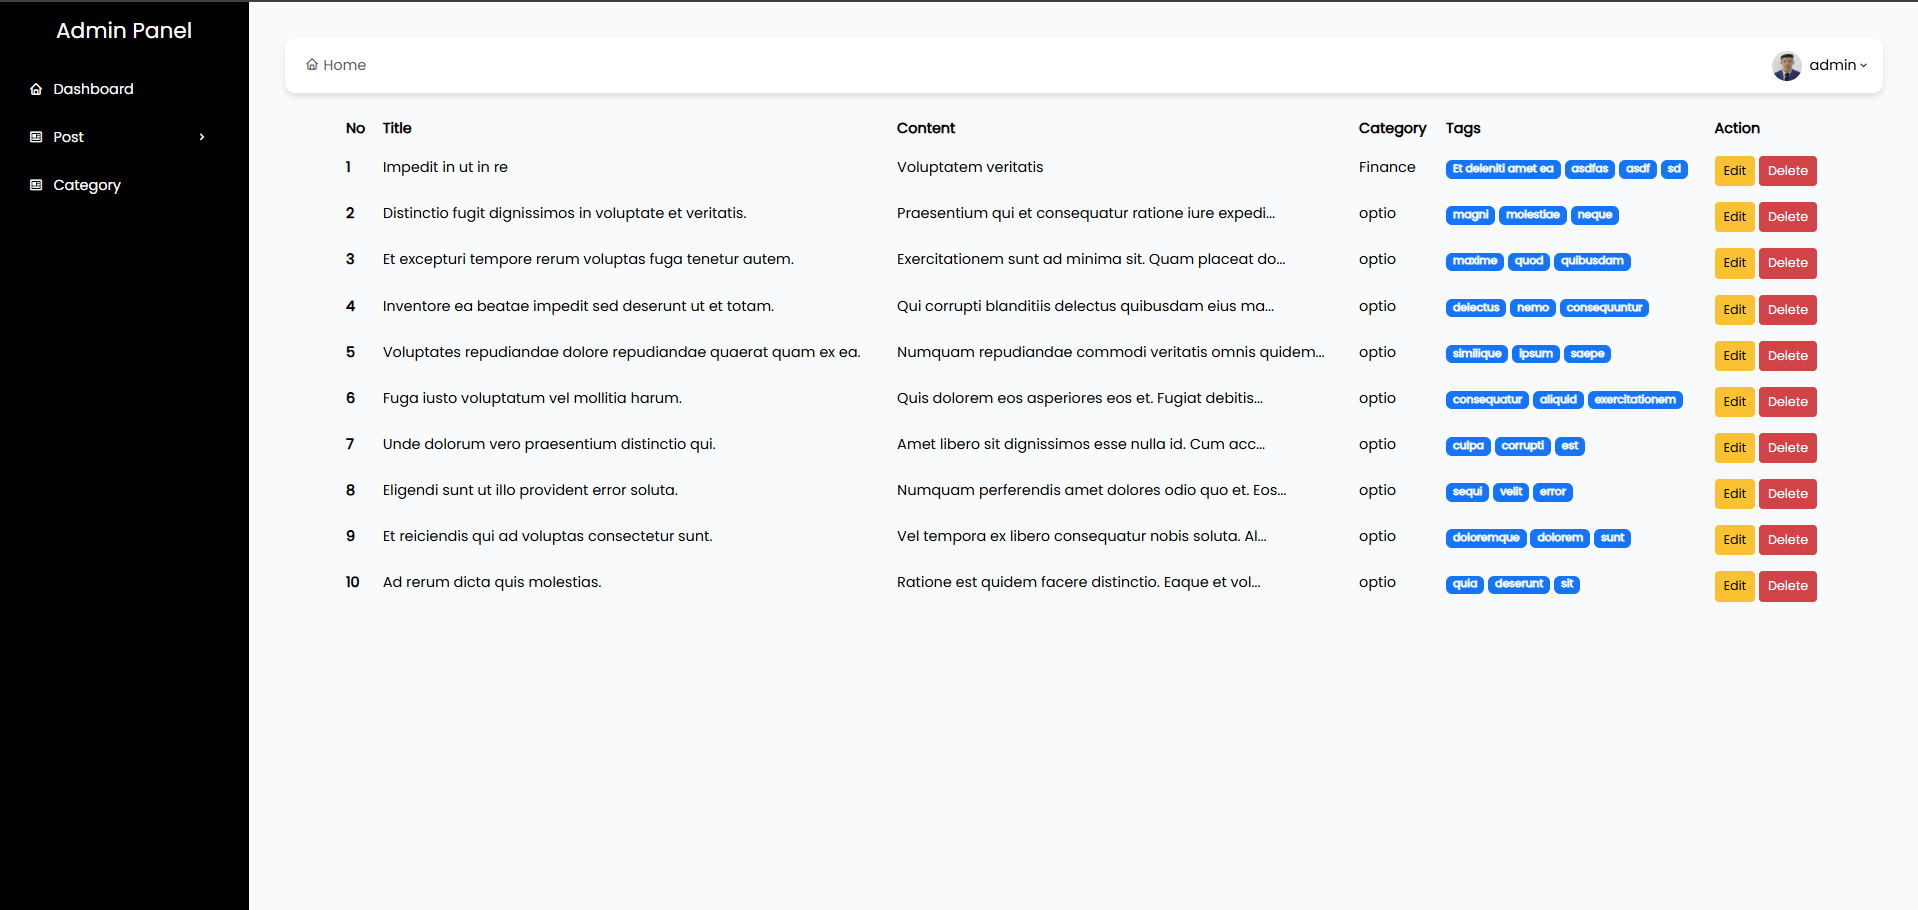 Admin Panel
Dashboard
Post
Category
Home
admin
No Title Content Category Tags Action
1 Impedit in ut in re Voluptatem veritatis Finance Et deleniti amet ea asdfas asdf sd Edit Delete
2 Distinctio fugit dignissimos in voluptate et veritatis. Praesentium qui et consequatur ratione iure expedi... optio magni molestiae neque Edit Delete
3 Et excepturi tempore rerum voluptas fuga tenetur autem. Exercitationem sunt ad minima sit. Quam placeat do... optio maxime quod quibusdam Edit Delete
4 Inventore ea beatae impedit sed deserunt ut et totam. Qui corrupti blanditiis delectus quibusdam eius ma... optio delectus nemo consequuntur Edit Delete
5 Voluptates repudiandae dolore repudiandae quaerat quam ex ea. Numquam repudiandae commodi veritatis omnis quidem... optio similique ipsum saepe Edit Delete
6 Fuga iusto voluptatum vel mollitia harum. Quis dolorem eos asperiores eos et. Fugiat debitis... optio consequatur aliquid exercitationem Edit Delete
7 Unde dolorum vero praesentium distinctio qui. Amet libero sit dignissimos esse nulla id. Cum acc... optio culpa corrupti est Edit Delete
8 Eligendi sunt ut illo provident error soluta. Numquam perferendis amet dolores odio quo et. Eos... optio sequi velit error Edit Delete
9 Et reiciendis qui ad voluptas consectetur sunt. Vel tempora ex libero consequatur nobis soluta. Al... optio doloremque dolorem sunt Edit Delete
10 Ad rerum dicta quis molestias. Ratione est quidem facere distinctio. Eaque et vol... optio quia deserunt sit Edit Delete